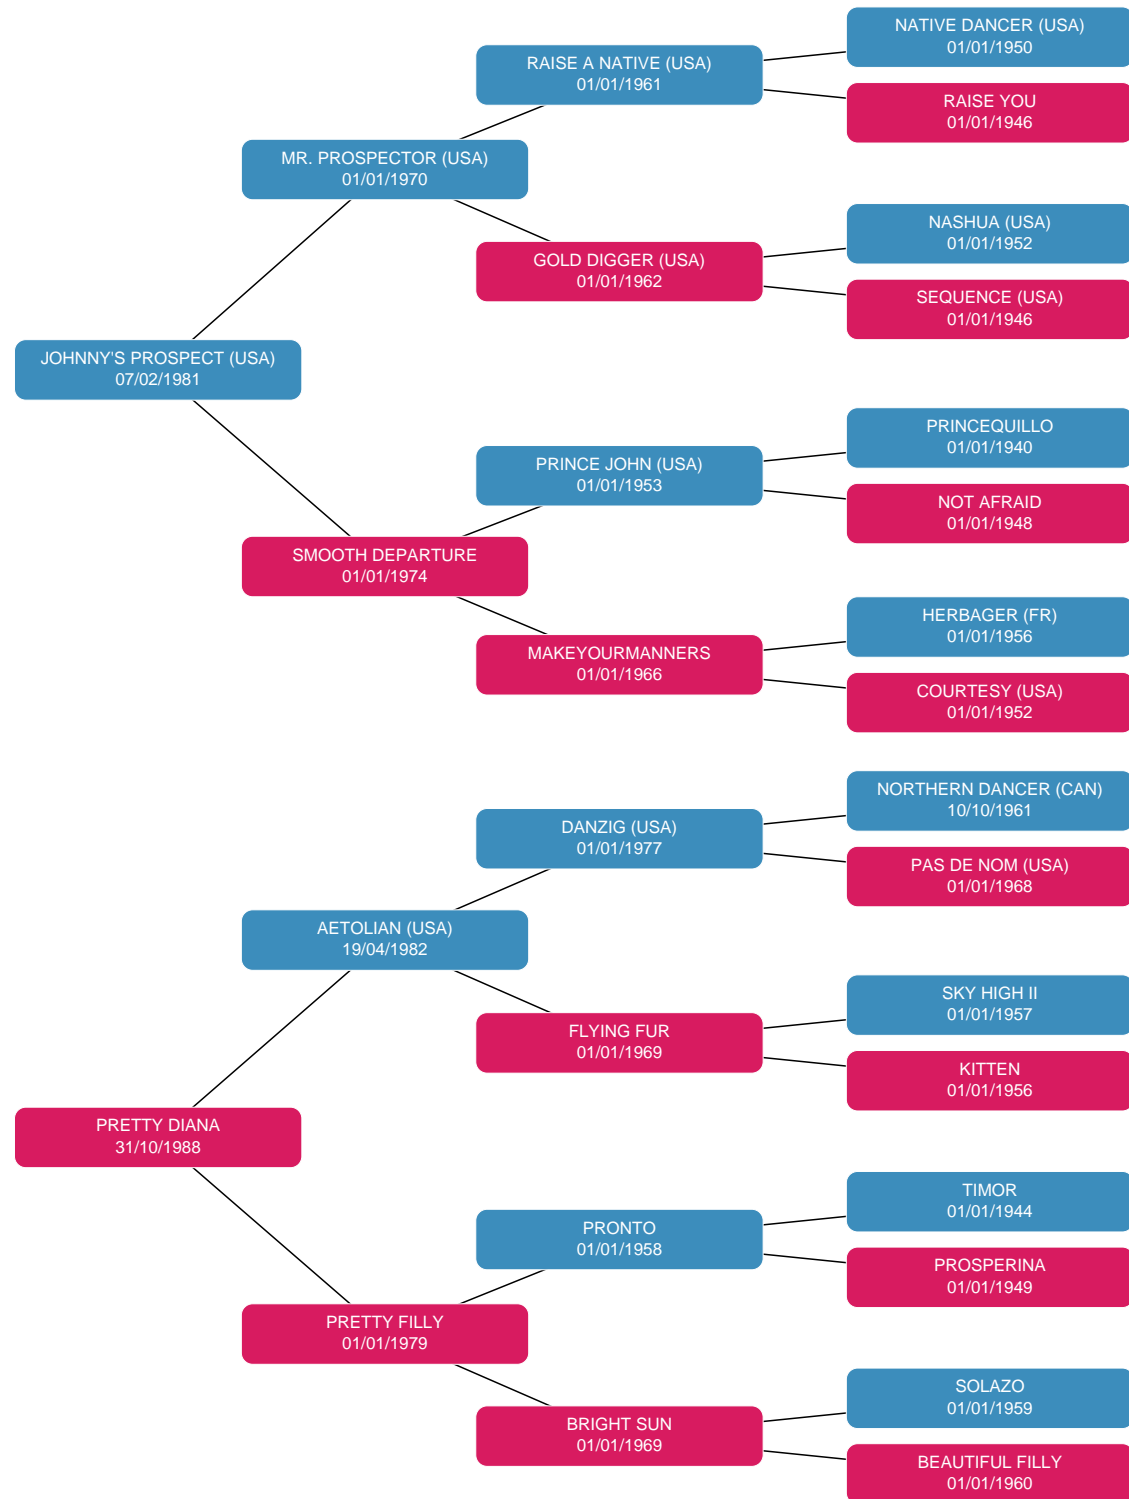 NATIVE DANCER (USA)
01/01/1950
RAISE A NATIVE (USA)
01/01/1961
RAISE YOU
01/01/1946
MR. PROSPECTOR (USA)
01/01/1970
NASHUA (USA)
01/01/1952
GOLD DIGGER (USA)
01/01/1962
SEQUENCE (USA)
01/01/1946
JOHNNY'S PROSPECT (USA)
07/02/1981
PRINCEQUILLO
01/01/1940
PRINCE JOHN (USA)
01/01/1953
NOT AFRAID
01/01/1948
SMOOTH DEPARTURE
01/01/1974
HERBAGER (FR)
01/01/1956
MAKEYOURMANNERS
01/01/1966
COURTESY (USA)
01/01/1952
NORTHERN DANCER (CAN)
10/10/1961
DANZIG (USA)
01/01/1977
PAS DE NOM (USA)
01/01/1968
AETOLIAN (USA)
19/04/1982
SKY HIGH II
01/01/1957
FLYING FUR
01/01/1969
KITTEN
01/01/1956
PRETTY DIANA
31/10/1988
TIMOR
01/01/1944
PRONTO
01/01/1958
PROSPERINA
01/01/1949
PRETTY FILLY
01/01/1979
SOLAZO
01/01/1959
BRIGHT SUN
01/01/1969
BEAUTIFUL FILLY
01/01/1960